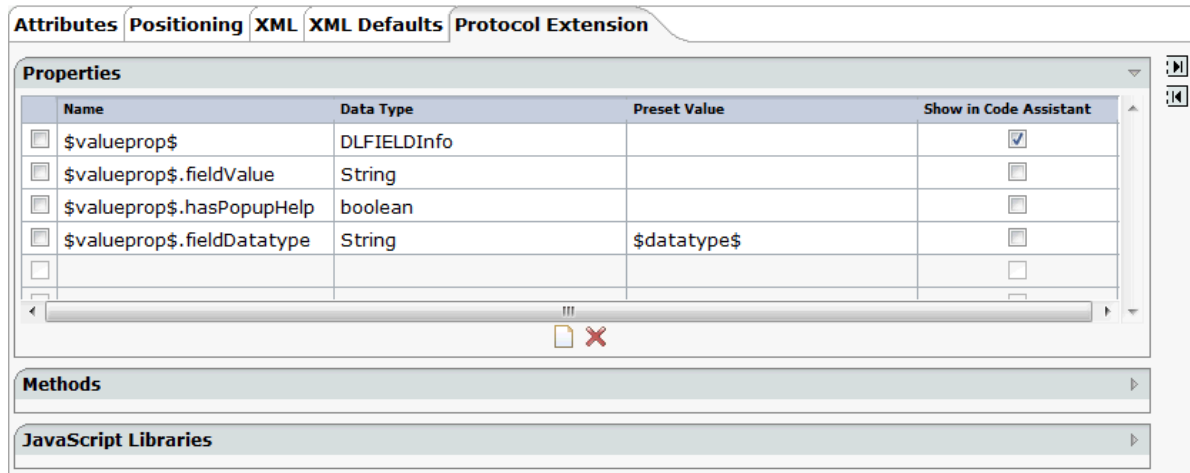 Attributes Positioning XML XML Defaults Protocol Extension
Properties
Name Data Type Preset Value Show in Code Assistant
$valueprop$ DLFIELDInfo
$valueprop$.fieldValue String
$valueprop$.hasPopupHelp boolean
$valueprop$.fieldDatatype String $datatype$
Methods
JavaScript Libraries